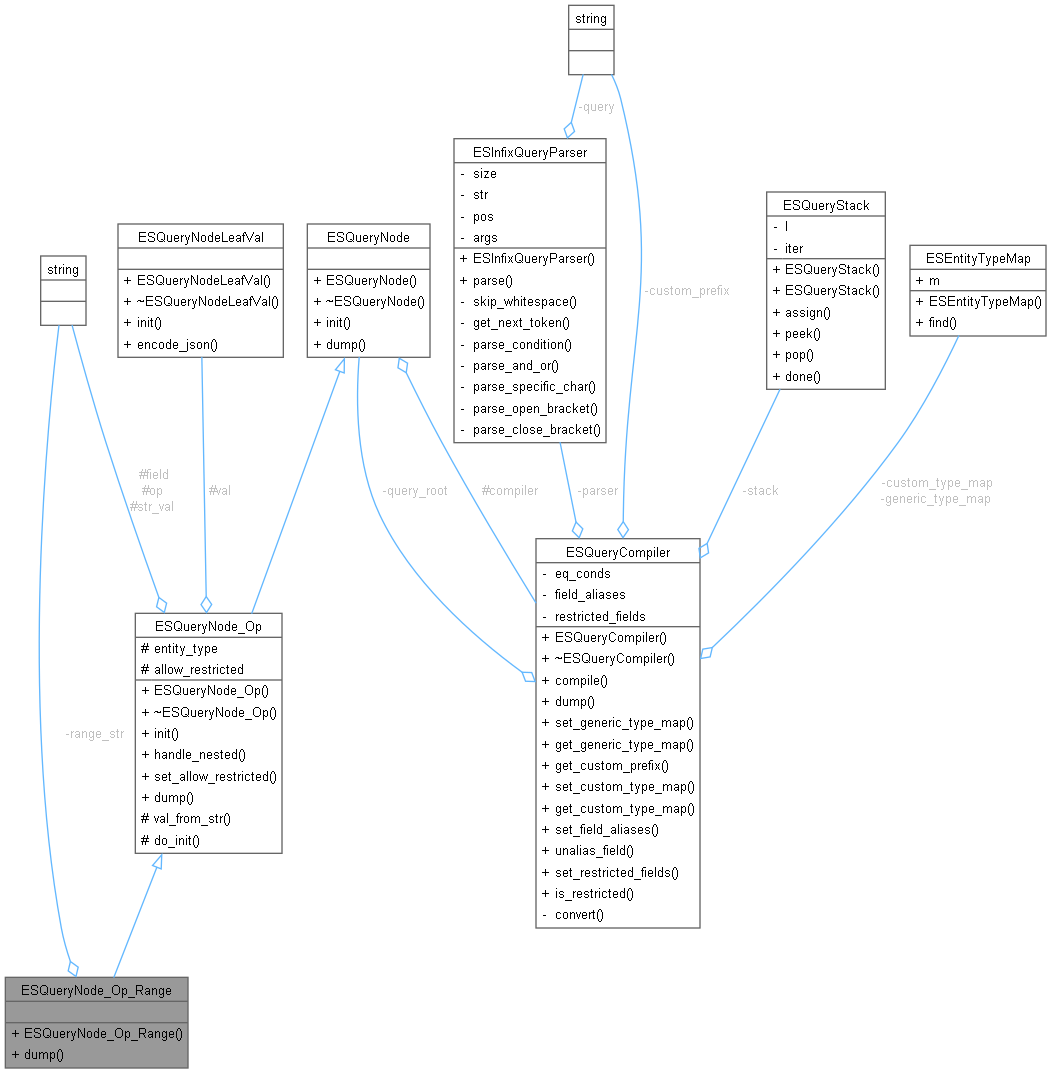 string
-query
-custom_prefix
ESInfixQueryParser
- size
- str
- pos
- args
+ ESInfixQueryParser()
+ parse()
- skip_whitespace()
- get_next_token()
- parse_condition()
- parse_and_or()
- parse_specific_char()
- parse_open_bracket()
- parse_close_bracket()
ESQueryStack
- l
- iter
+ ESQueryStack()
+ ESQueryStack()
+ assign()
+ peek()
+ pop()
+ done()
ESEntityTypeMap
+ m
+ ESEntityTypeMap()
+ find()
string
ESQueryNodeLeafVal
+ ESQueryNodeLeafVal()
+ ~ESQueryNodeLeafVal()
+ init()
+ encode_json()
ESQueryNode
+ ESQueryNode()
+ ~ESQueryNode()
+ init()
+ dump()
#field
#op
#str_val
#val
-query_root
#compiler
-parser
-stack
-custom_type_map
-generic_type_map
ESQueryNode_Op
# entity_type
# allow_restricted
+ ESQueryNode_Op()
+ ~ESQueryNode_Op()
+ init()
+ handle_nested()
+ set_allow_restricted()
+ dump()
# val_from_str()
# do_init()
ESQueryCompiler
- eq_conds
- field_aliases
- restricted_fields
+ ESQueryCompiler()
+ ~ESQueryCompiler()
+ compile()
+ dump()
+ set_generic_type_map()
+ get_generic_type_map()
+ get_custom_prefix()
+ set_custom_type_map()
+ get_custom_type_map()
+ set_field_aliases()
+ unalias_field()
+ set_restricted_fields()
+ is_restricted()
- convert()
-range_str
ESQueryNode_Op_Range
+ ESQueryNode_Op_Range()
+ dump()